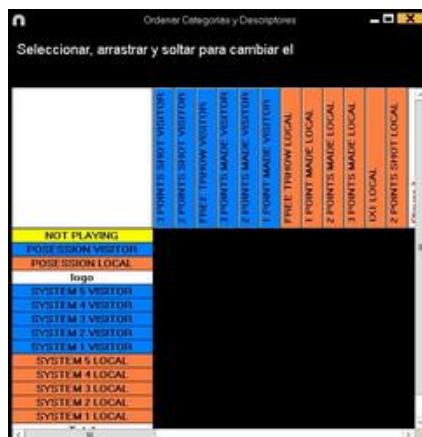 Ordenar Categorias y Descriptores
Seleccionar, arrastrar y soltar para cambiar el
3 POINTS SHOT VISITOR
2 POINTS SHOT VISITOR
FREE TRHOW VISITOR
3 POINTS MADE VISITOR
2 POINTS MADE VISITOR
1 POINT MADE VISITOR
FREE TRHOW LOCAL
1 POINT MADE LOCAL
2 POINTS MADE LOCAL
3 POINTS MADE LOCAL
1X1 LOCAL
2 POINTS SHOT LOCAL
NOT PLAYING
POSESSION VISITOR
POSESSION LOCAL
logo
SYSTEM 5 VISITOR
SYSTEM 4 VISITOR
SYSTEM 3 VISITOR
SYSTEM 2 VISITOR
SYSTEM 1 VISITOR
SYSTEM 5 LOCAL
SYSTEM 4 LOCAL
SYSTEM 3 LOCAL
SYSTEM 2 LOCAL
SYSTEM 1 LOCAL